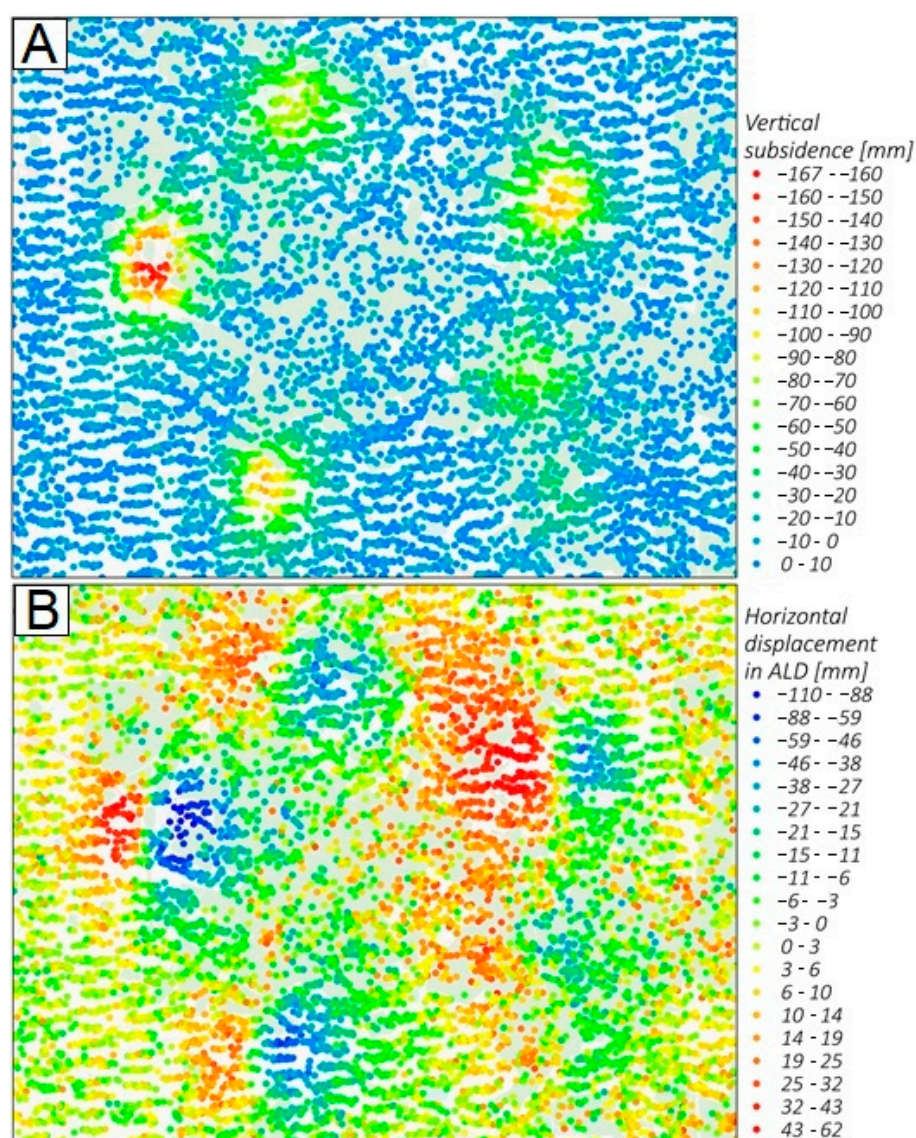 A
Vertical
subsidence [mm]
−167 - −160
−160 - −150
−150 - −140
−140 - −130
−130 - −120
−120 - −110
−110 - −100
−100 - −90
−90 - −80
−80 - −70
−70 - −60
−60 - −50
−50 - −40
−40 - −30
−30 - −20
−20 - −10
−10 - 0
0 - 10
B
Horizontal
displacement
in ALD [mm]
−110 - −88
−88 - −59
−59 - −46
−46 - −38
−38 - −27
−27 - −21
−21 - −15
−15 - −11
−11 - −6
−6 - −3
−3 - 0
0 - 3
3 - 6
6 - 10
10 - 14
14 - 19
19 - 25
25 - 32
32 - 43
43 - 62